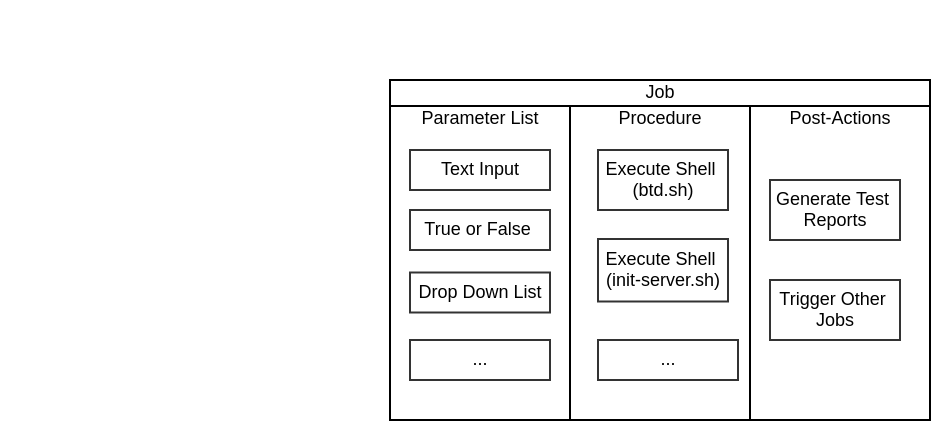 Job
Parameter List
Text Input
True or False
Drop Down List
...
Procedure
Execute Shell
(btd.sh)
Execute Shell
(init-server.sh)
...
Post-Actions
Generate Test
Reports
Trigger Other
Jobs